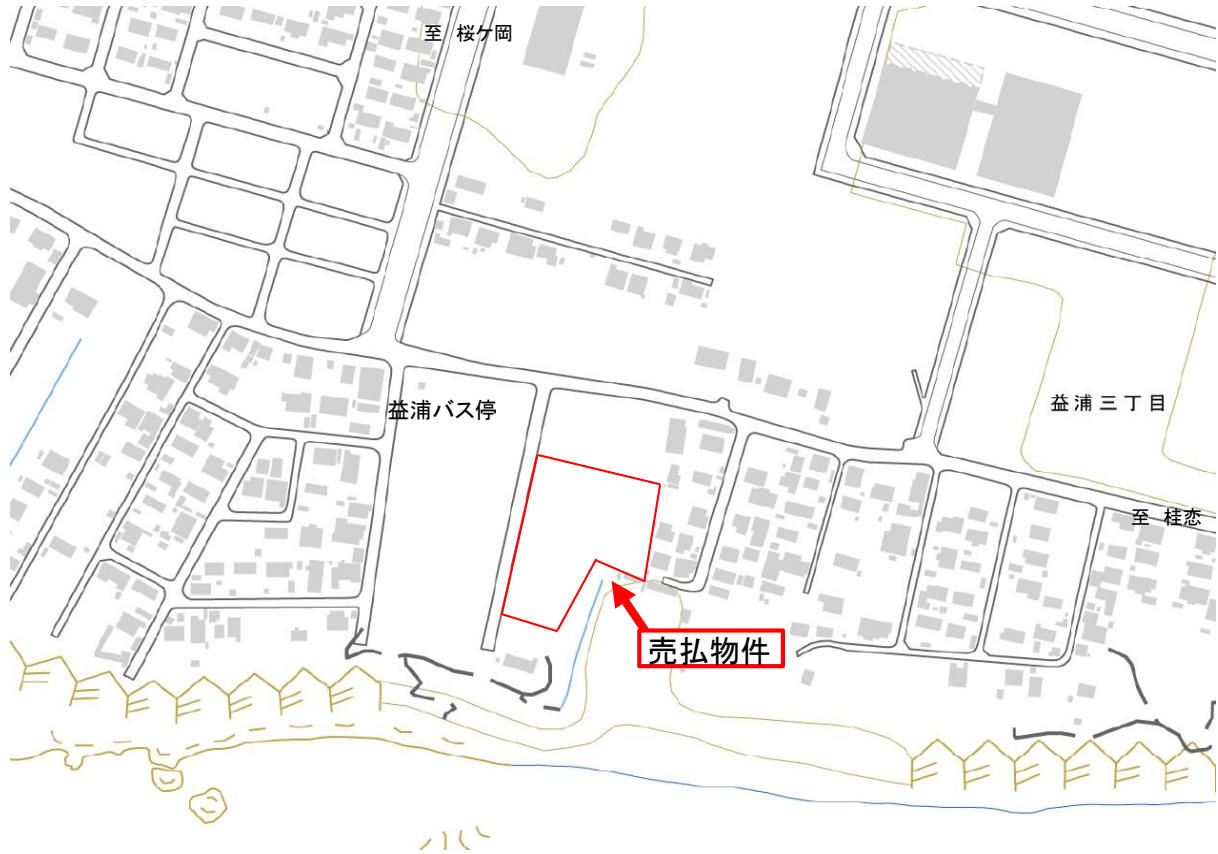 至 桜ケ岡
益浦バス停
益浦三丁目
至 桂恋
売払物件